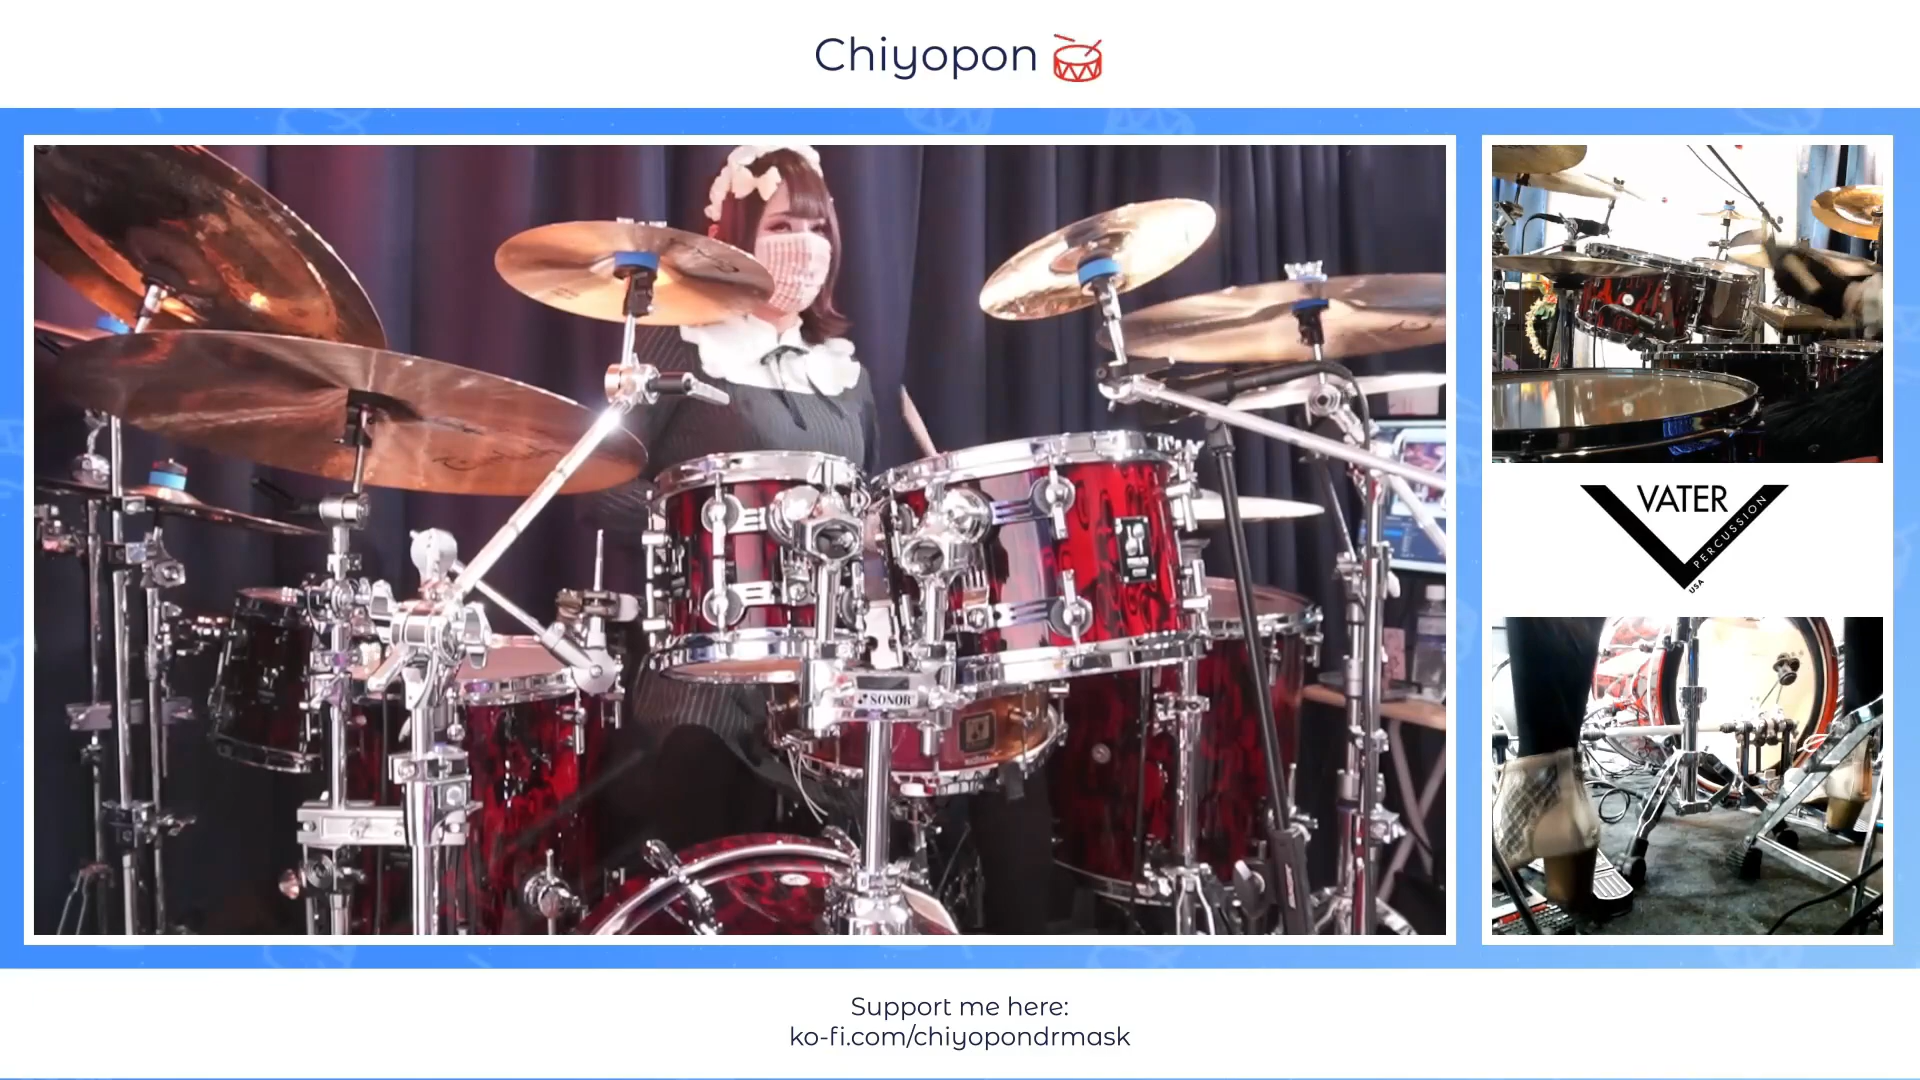 Chiyopon
SONOR
VATER
PERCUSSION
USA
Support me here:
ko-fi.com/chiyopondrmask